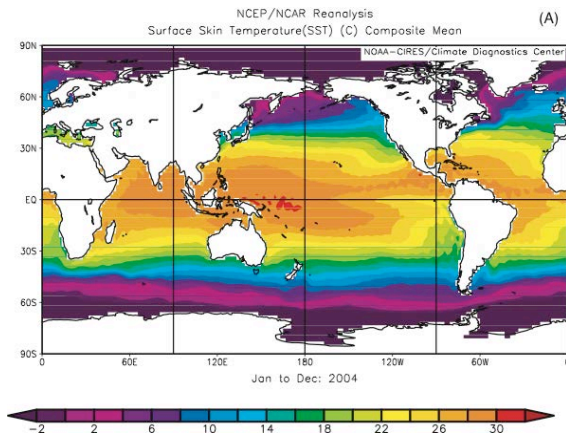 NCEP/NCAR Reanalysis
Surface Skin Temperature(SST) (C) Composite Mean
(A)
NOAA-CIRES/Climate Diagnostics Center
90N
60N
30N
EQ
30S
60S
90S
0 60E 120E 180 120W 60W 0
Jan to Dec: 2004
-2 2 6 10 14 18 22 26 30